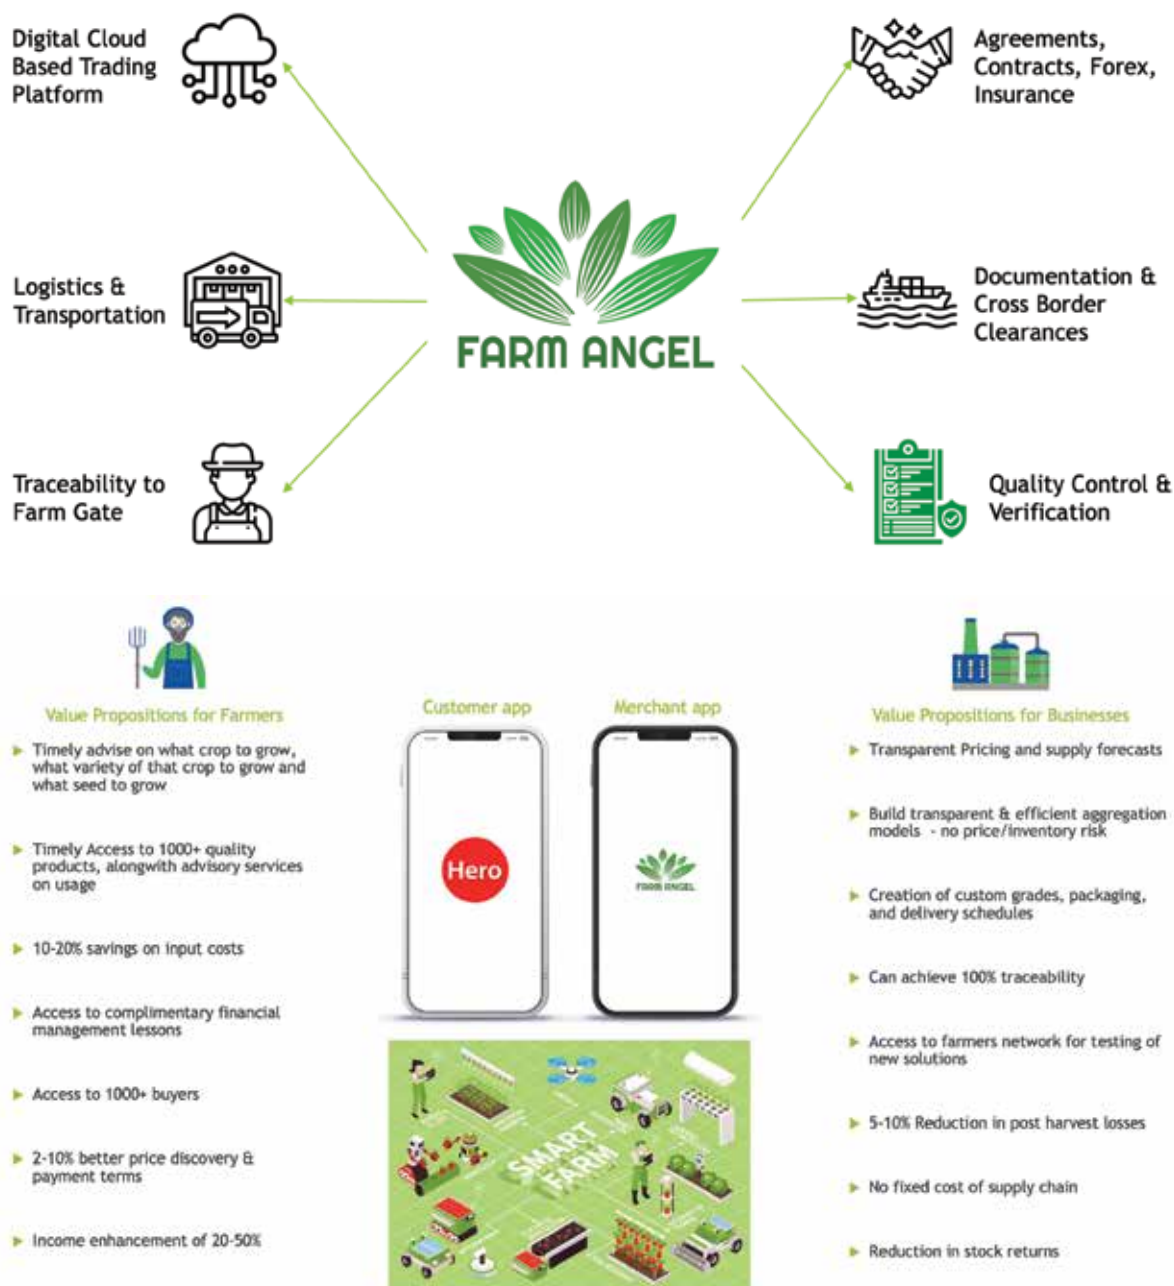 Digital Cloud
Based Trading
Platform
Agreements,
Contracts, Forex,
Insurance
Logistics &
Transportation
FARM ANGEL
Documentation &
Cross Border
Clearances
Traceability to
Farm Gate
Quality Control &
Verification
Value Propositions for Farmers
Timely advise on what crop to grow,
what variety of that crop to grow and
what seed to grow
Timely Access to 1000+ quality
products, alongwith advisory services
on usage
10-20% savings on input costs
Access to complimentary financial
management lessons
Access to 1000+ buyers
2-10% better price discovery &
payment terms
Income enhancement of 20-50%
Customer app
Hero
Merchant app
FARM ANGEL
SMART
FARM
Value Propositions for Businesses
Transparent Pricing and supply forecasts
Build transparent & efficient aggregation
models - no price/inventory risk
Creation of custom grades, packaging,
and delivery schedules
Can achieve 100% traceability
Access to farmers network for testing of
new solutions
5-10% Reduction in post harvest losses
No fixed cost of supply chain
Reduction in stock returns